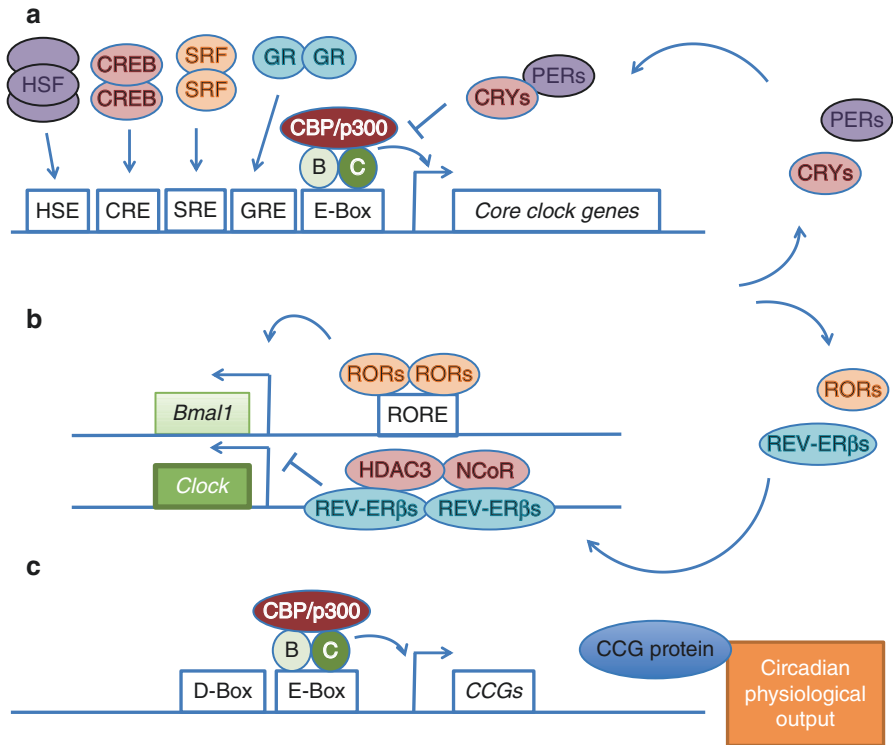 a
HSF
CREB
CREB
SRF
SRF
GR GR
CBP/p300
B C
CRYs
PERs
PERs
CRYs
HSE
CRE
SRE
GRE
E-Box
Core clock genes
b
RORs RORs
Bmal1
RORE
RORs
REV-ERβs
HDAC3 NCoR
Clock
REV-ERβs REV-ERβs
c
CBP/p300
B C
D-Box
E-Box
CCGs
CCG protein
Circadian
physiological
output